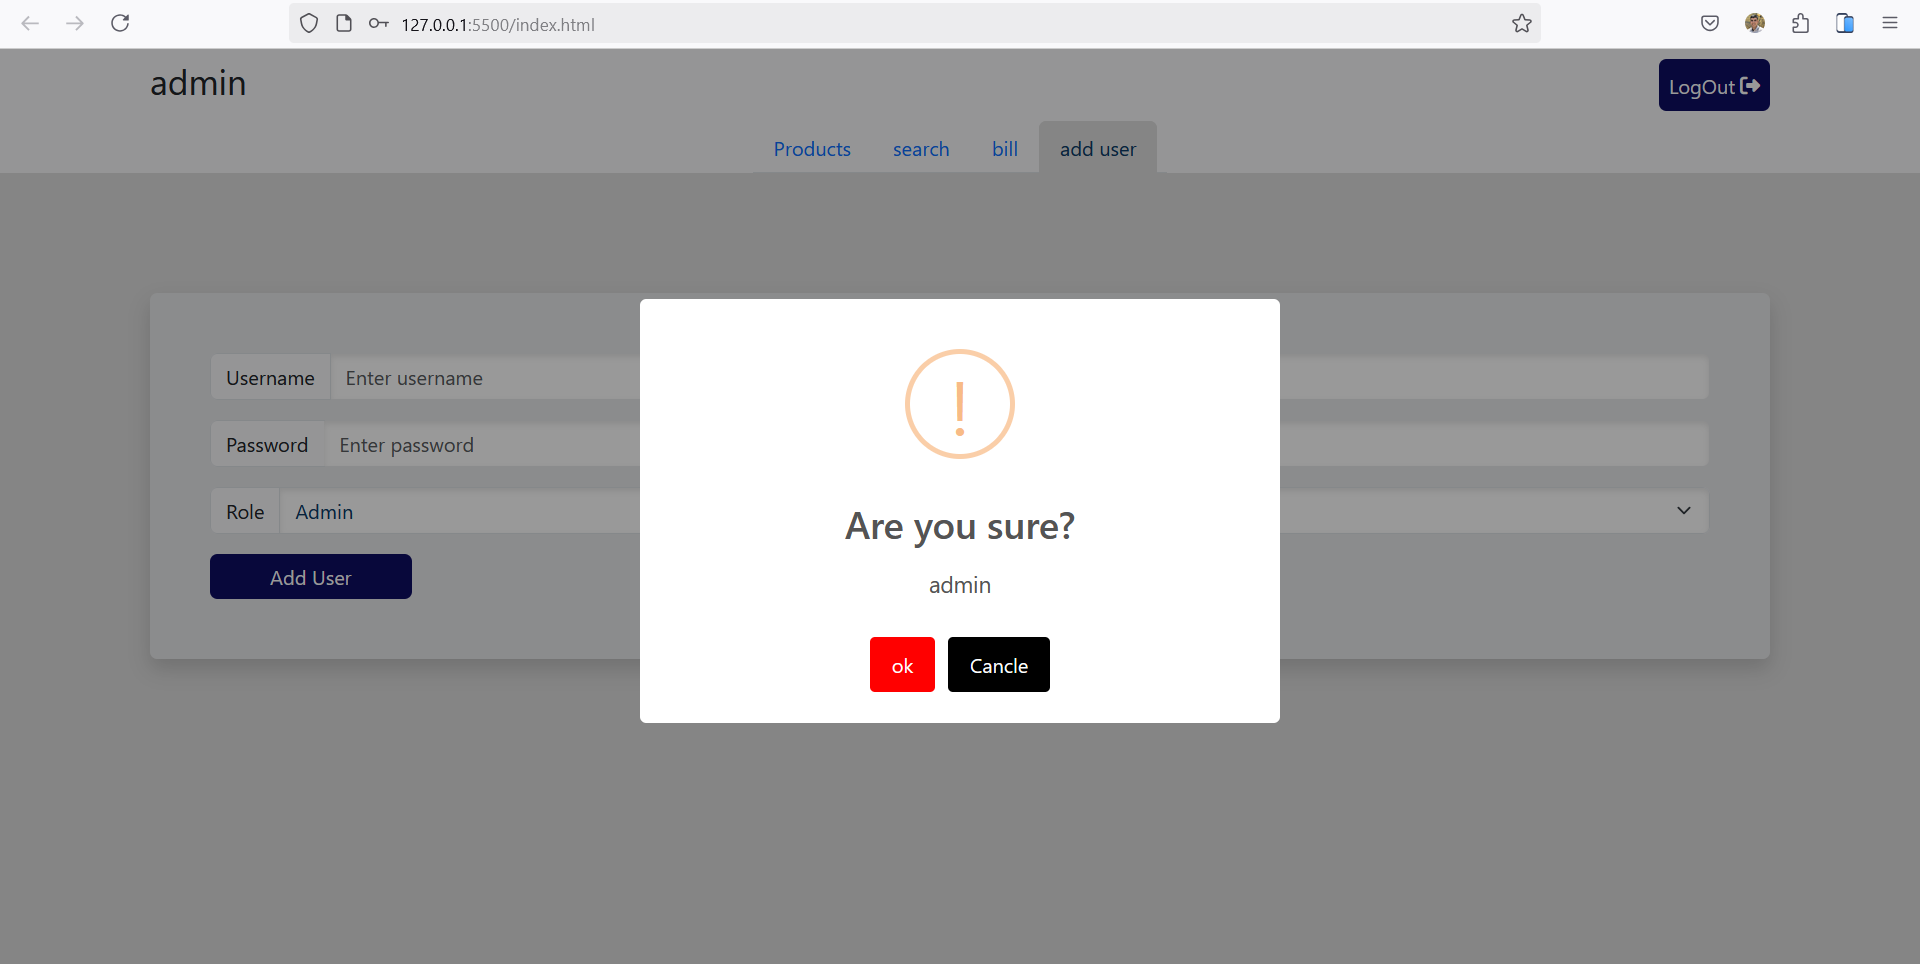 127.0.0.1:5500/index.html
admin
LogOut
Products search bill add user
Username Enter username
Password Enter password
Role Admin
Add User
!
Are you sure?
admin
ok Cancle